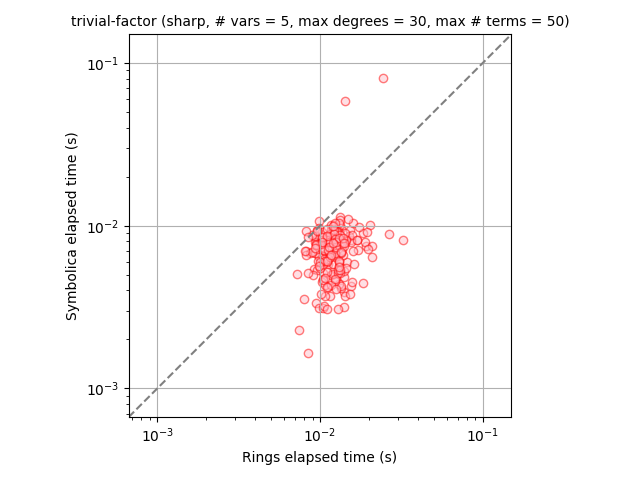 trivial-factor (sharp, # vars = 5, max degrees = 30, max # terms = 50)
10⁻¹
10⁻²
10⁻³
Symbolica elapsed time (s)
10⁻³ 10⁻² 10⁻¹
Rings elapsed time (s)